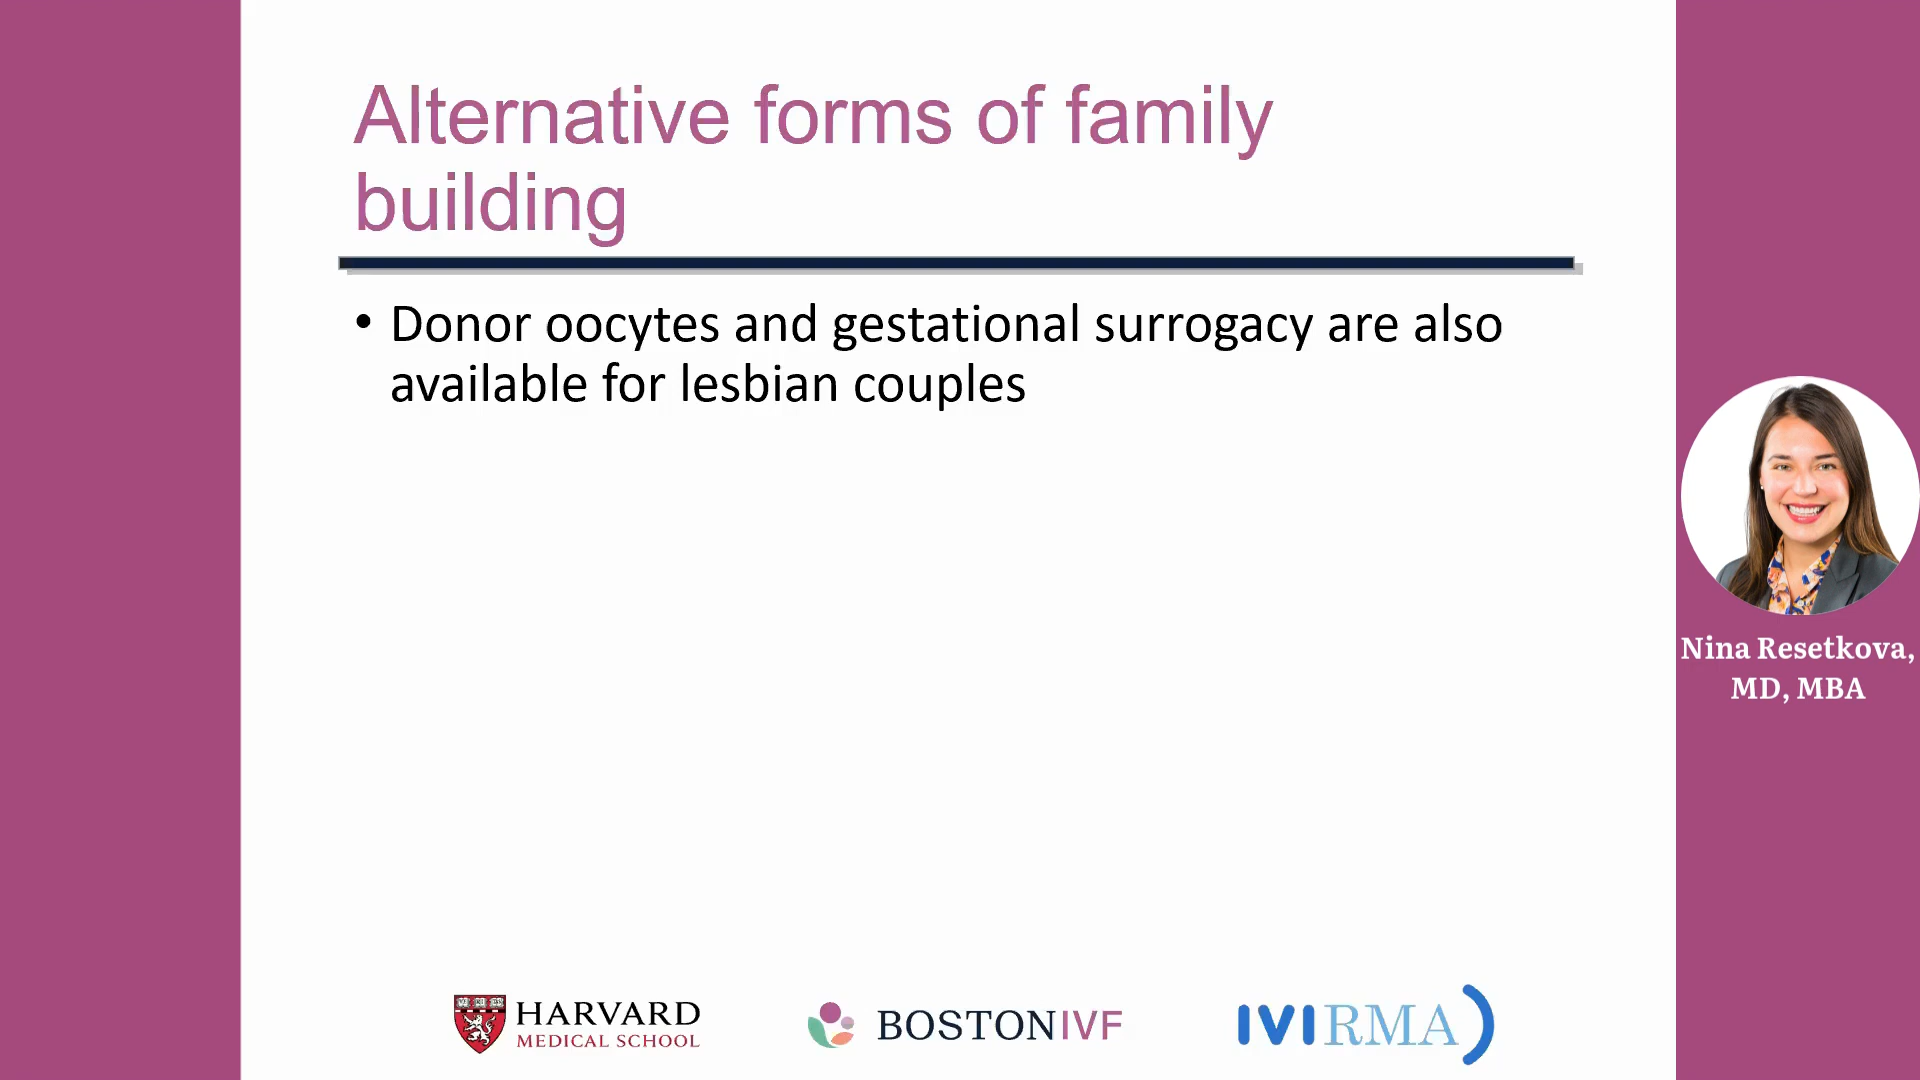 Alternative forms of family
building
• Donor oocytes and gestational surrogacy are also
available for lesbian couples
Nina Resetkova,
MD, MBA
HARVARD
MEDICAL SCHOOL
BOSTONIVF
IVIRMA